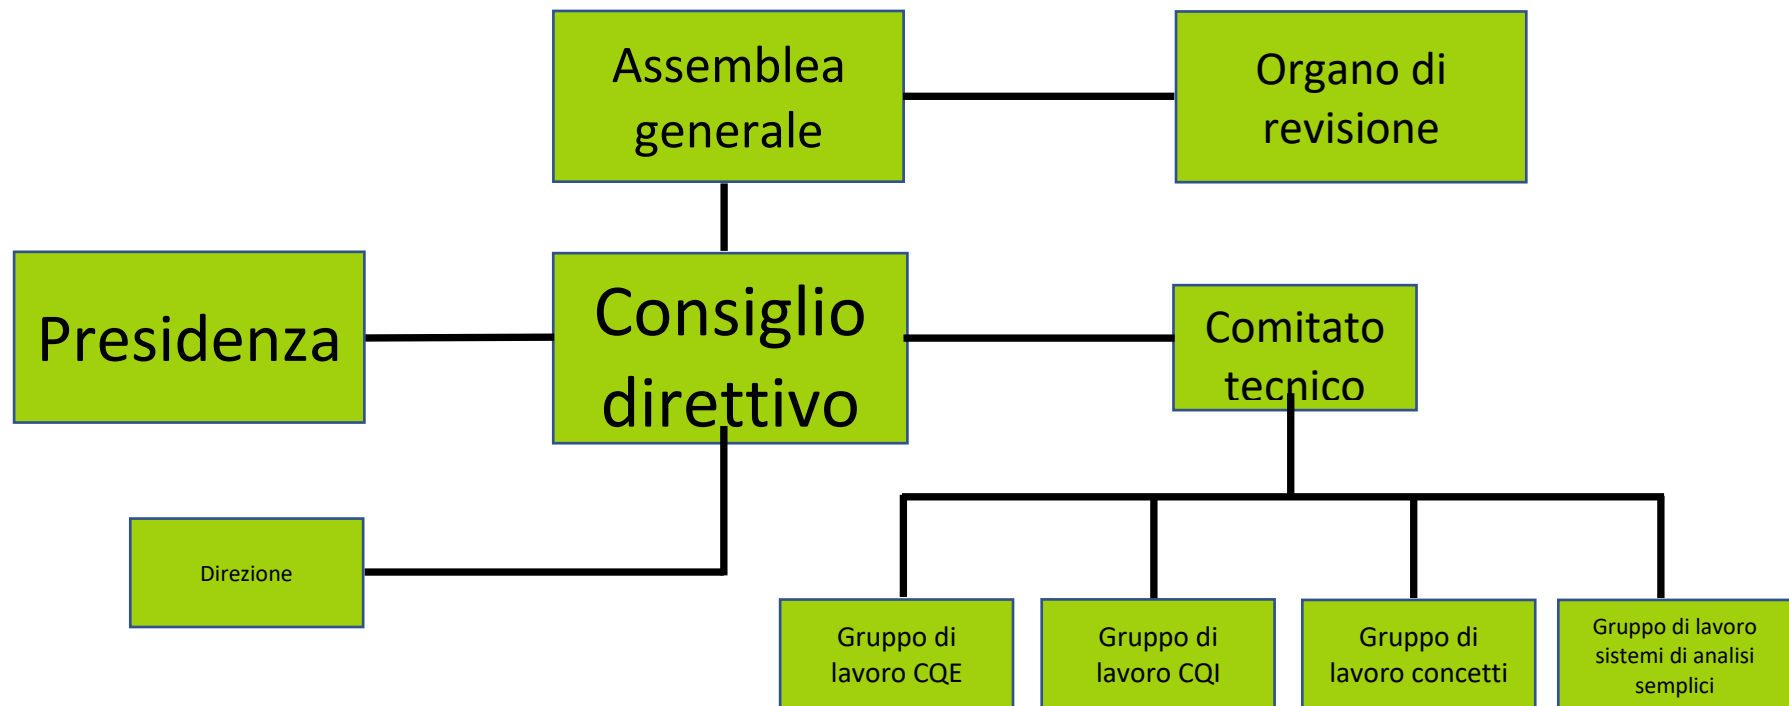 Assemblea
generale
Organo di
revisione
Presidenza
Consiglio
direttivo
Comitato
tecnico
Direzione
Gruppo di
lavoro CQE
Gruppo di
lavoro CQI
Gruppo di
lavoro concetti
Gruppo di lavoro
sistemi di analisi
semplici